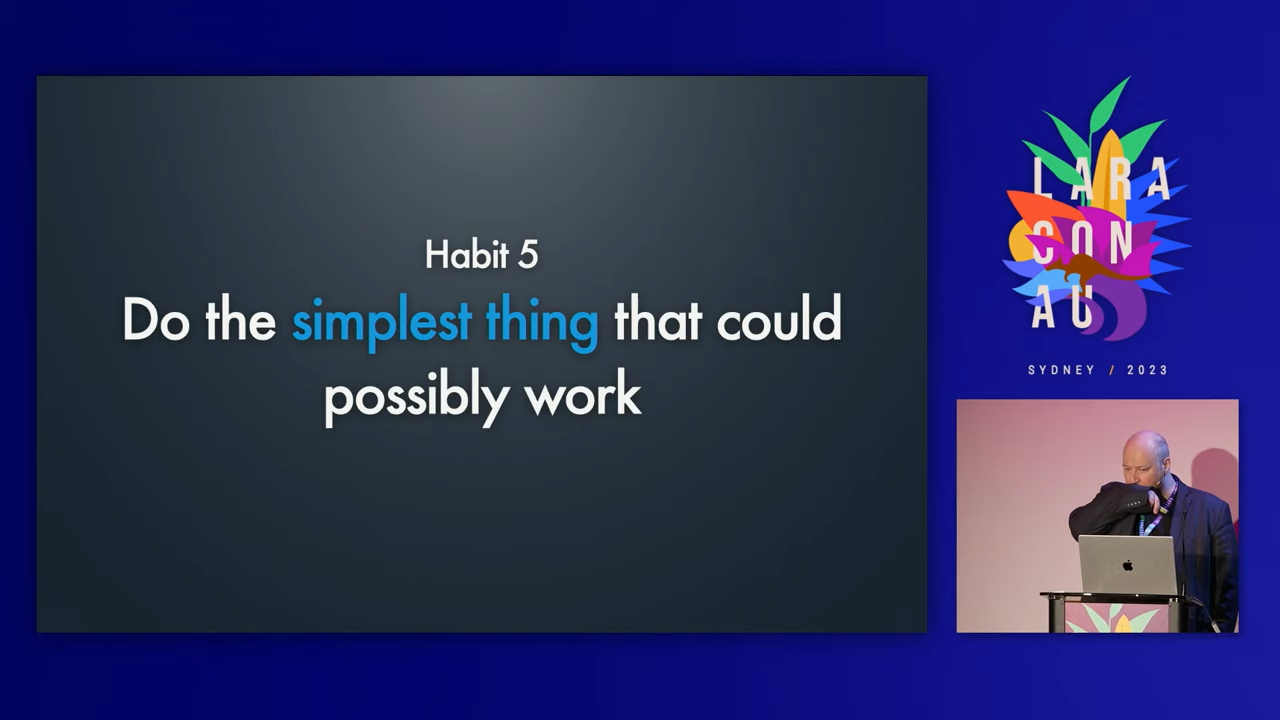 Habit 5
Do the simplest thing that could
possibly work
LARA
CON
AU
SYDNEY / 2023